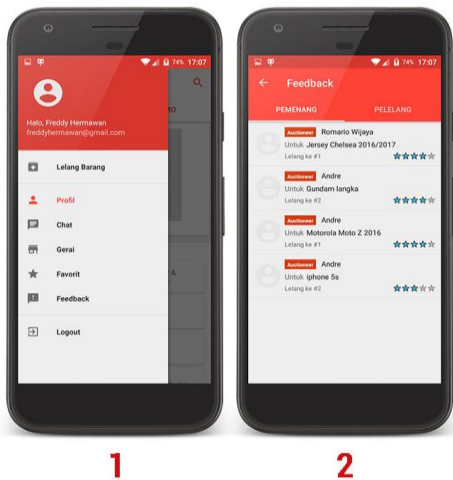 74% 17:07
Halo, Freddy Hermawan
freddyhermawan@gmail.com
Lelang Barang
Profil
Chat
Gerai
Favorit
Feedback
Logout
1
74% 17:07
Feedback
PEMENANG PELELANG
Auctioneer Romario Wijaya
Untuk Jersey Chelsea 2016/2017
Lelang ke #1
Auctioneer Andre
Untuk Gundam langka
Lelang ke #2
Auctioneer Andre
Untuk Motorola Moto Z 2016
Lelang ke #1
Auctioneer Andre
Untuk iphone 5s
Lelang ke #2
2